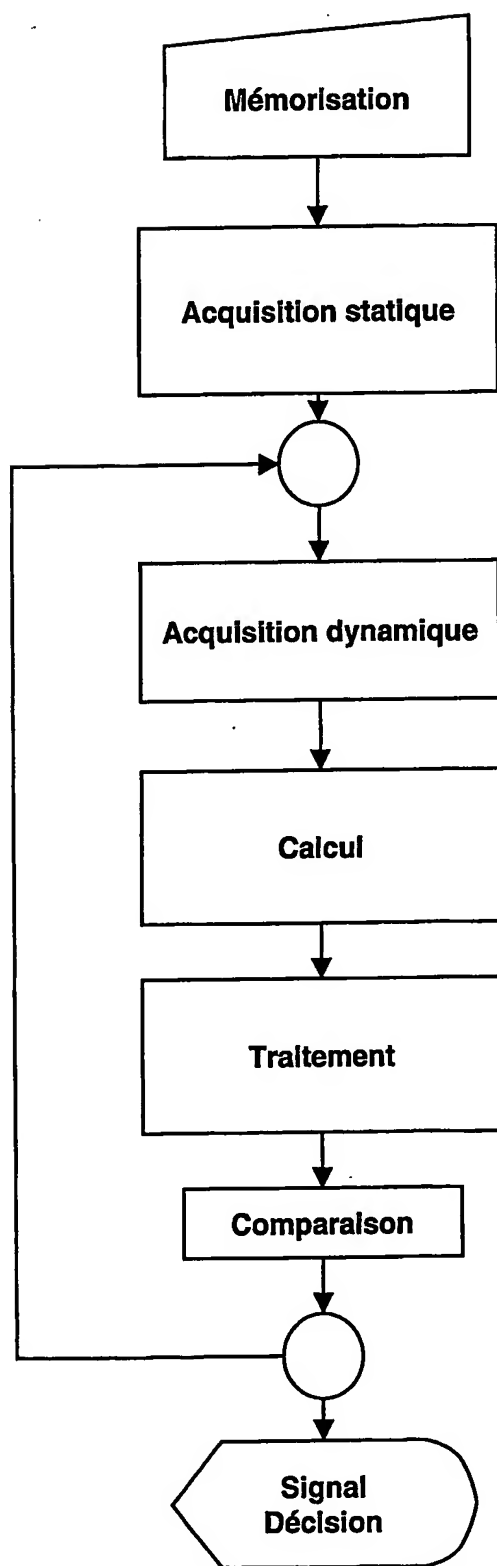 Mémorisation
Acquisition statique
Acquisition dynamique
Calcul
Traitement
Comparaison
Signal
Décision